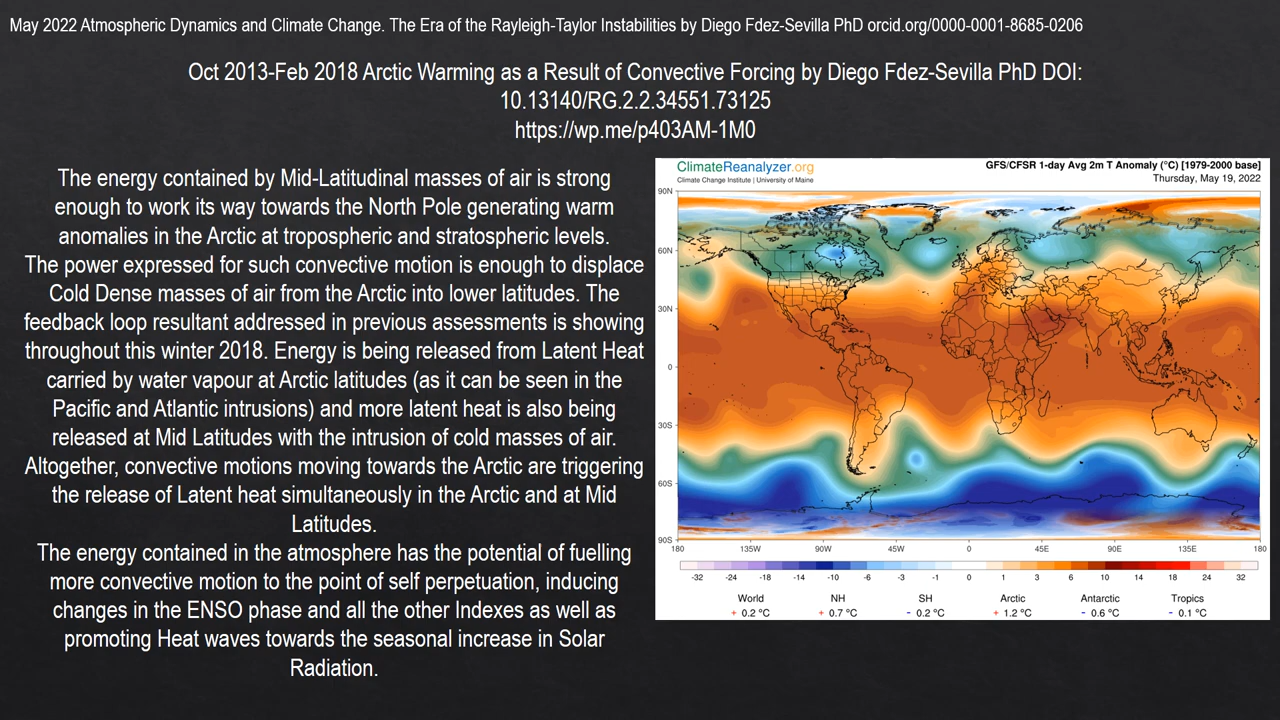 May 2022 Atmospheric Dynamics and Climate Change. The Era of the Rayleigh-Taylor Instabilities by Diego Fdez-Sevilla PhD orcid.org/0000-0001-8685-0206
Oct 2013-Feb 2018 Arctic Warming as a Result of Convective Forcing by Diego Fdez-Sevilla PhD DOI:
10.13140/RG.2.2.34551.73125
https://wp.me/p403AM-1M0
The energy contained by Mid-Latitudinal masses of air is strong
enough to work its way towards the North Pole generating warm
anomalies in the Arctic at tropospheric and stratospheric levels.
The power expressed for such convective motion is enough to displace
Cold Dense masses of air from the Arctic into lower latitudes. The
feedback loop resultant addressed in previous assessments is showing
throughout this winter 2018. Energy is being released from Latent Heat
carried by water vapour at Arctic latitudes (as it can be seen in the
Pacific and Atlantic intrusions) and more latent heat is also being
released at Mid Latitudes with the intrusion of cold masses of air.
Altogether, convective motions moving towards the Arctic are triggering
the release of Latent heat simultaneously in the Arctic and at Mid
Latitudes.
The energy contained in the atmosphere has the potential of fuelling
more convective motion to the point of self perpetuation, inducing
changes in the ENSO phase and all the other Indexes as well as
promoting Heat waves towards the seasonal increase in Solar
Radiation.
ClimateReanalyzer.org
Climate Change Institute | University of Maine
GFS/CFSR 1-day Avg 2m T Anomaly (°C) [1979-2000 base]
Thursday, May 19, 2022
90N
60N
30N
0
30S
60S
90S
180 135W 90W 45W 0 45E 90E 135E 180
-32 -24 -18 -14 -10 -6 -3 -1 0 1 3 6 10 14 18 24 32
World NH SH Arctic Antarctic Tropics
+ 0.2 °C + 0.7 °C - 0.2 °C + 1.2 °C - 0.6 °C - 0.1 °C